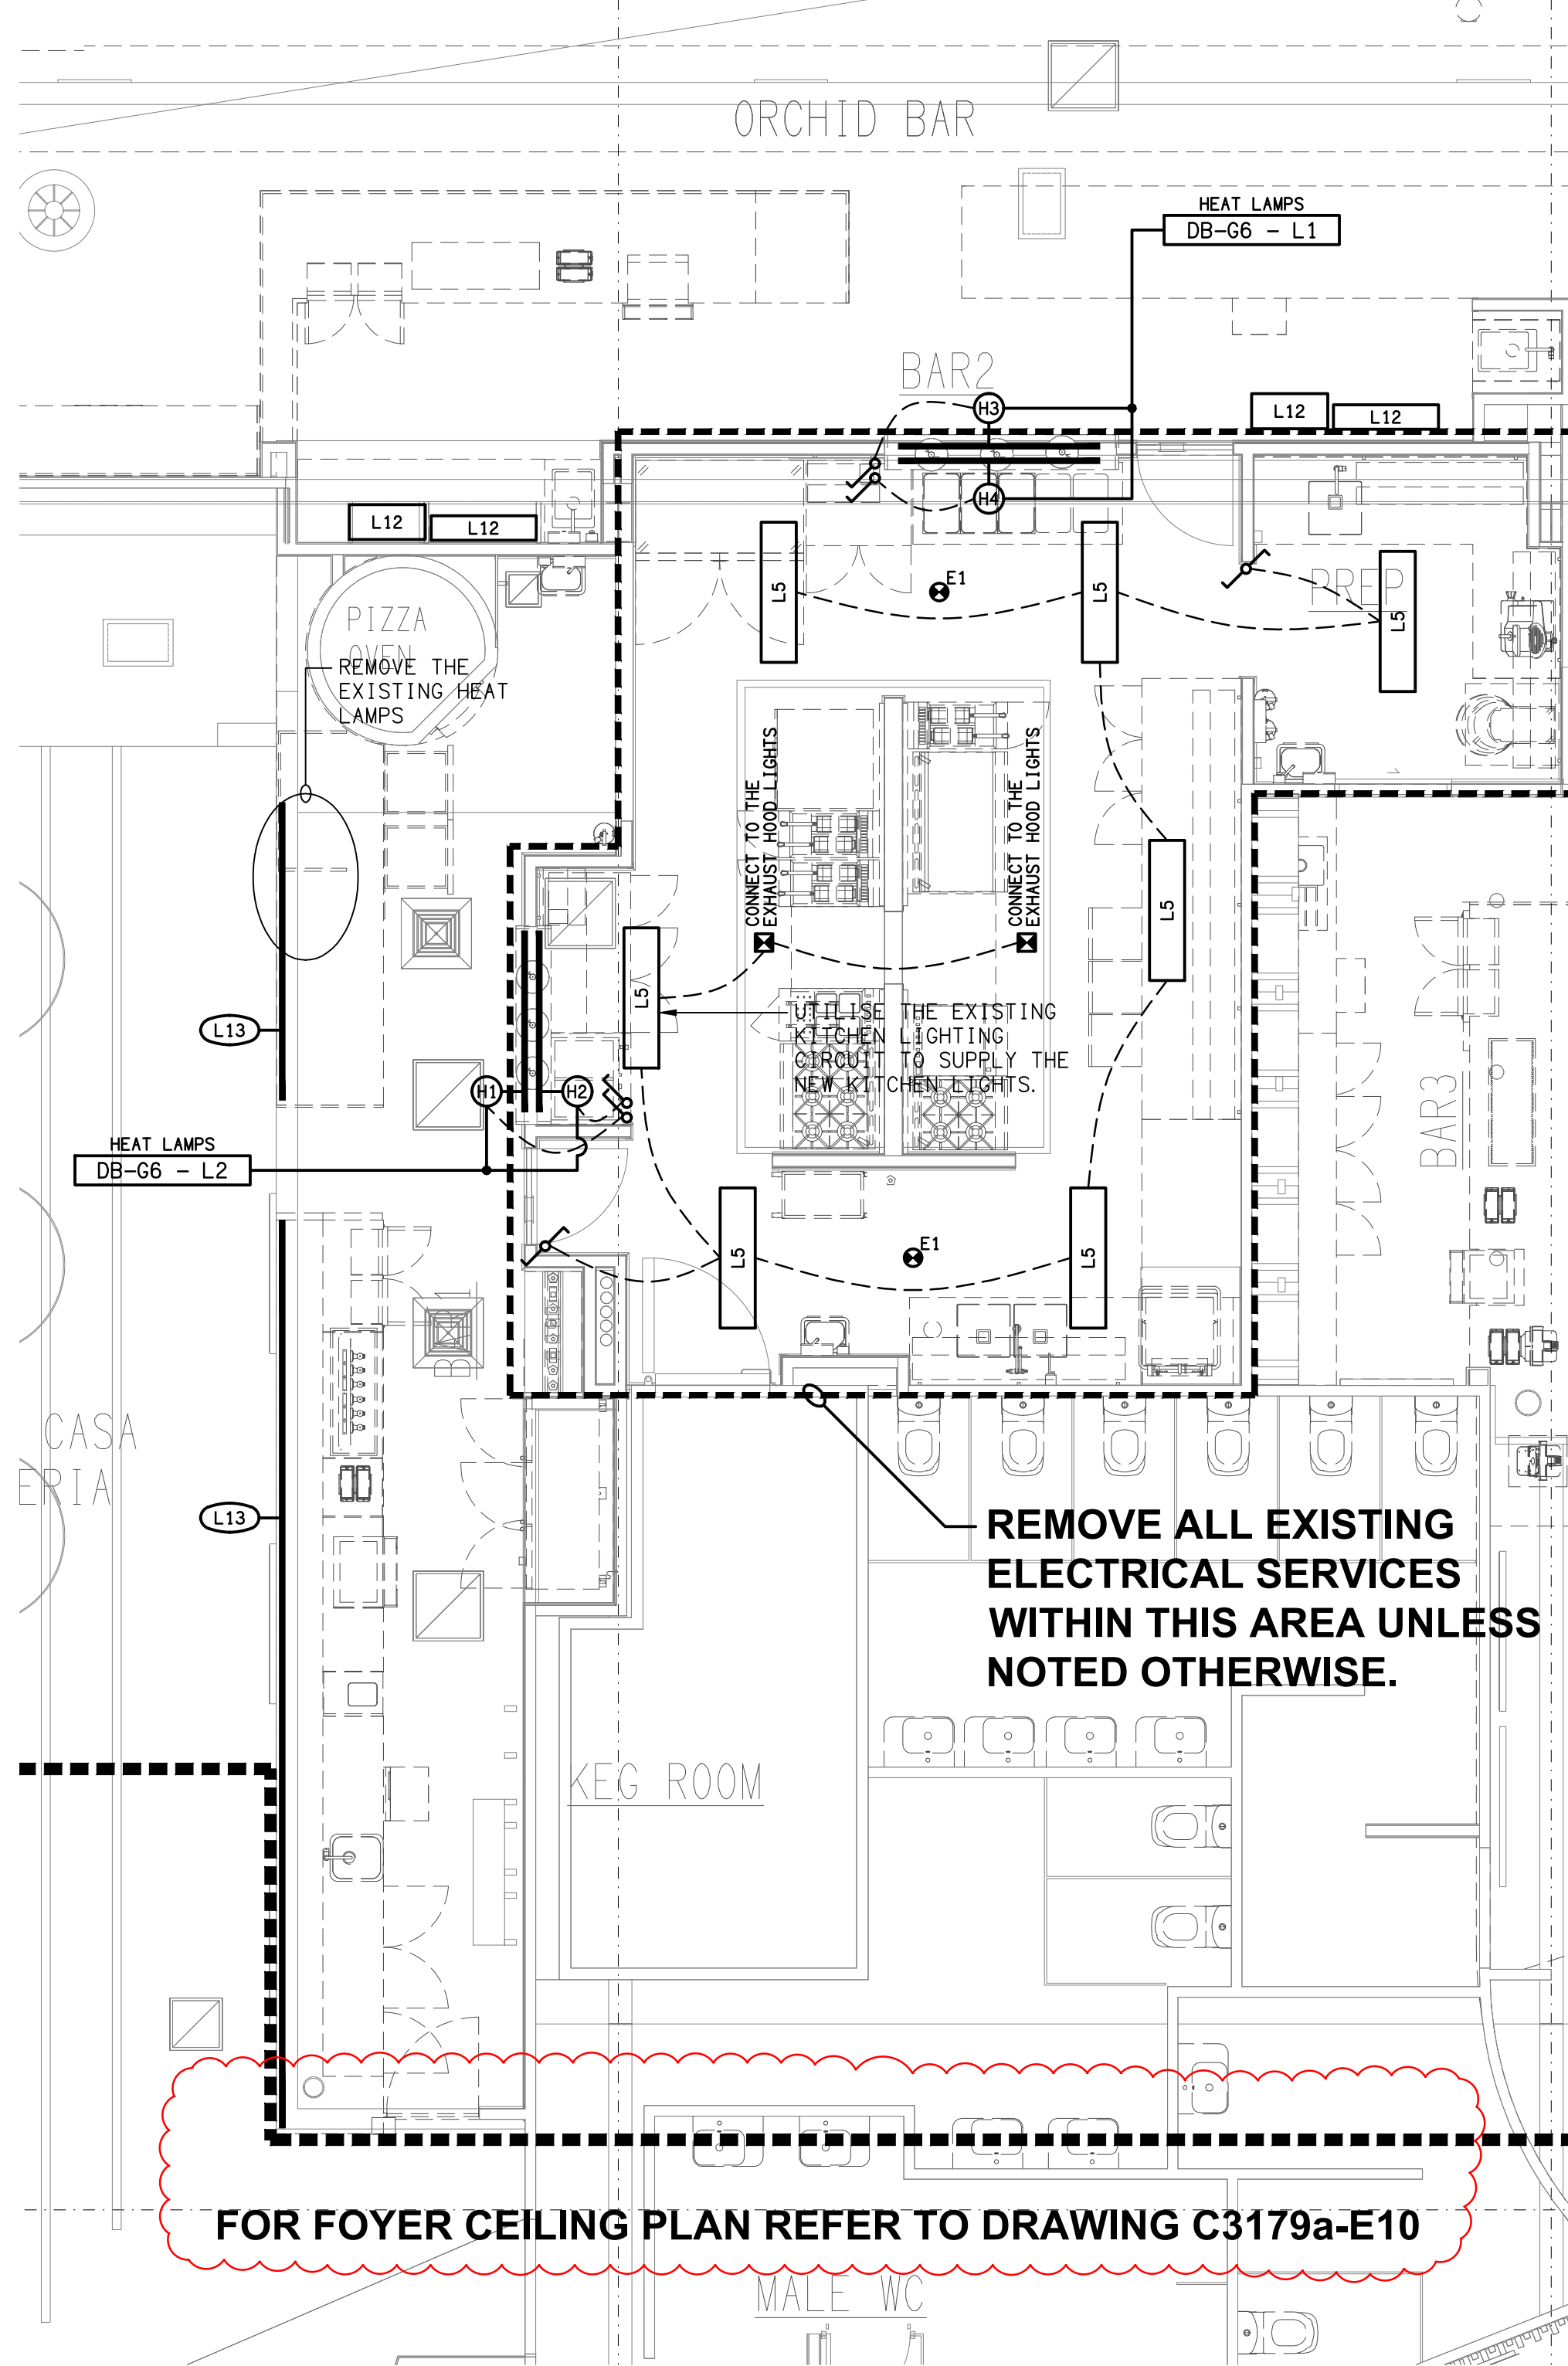 ORCHID BAR
HEAT LAMPS
DB-G6 - L1
BAR2
H3
L12
L12
L12
L12
H4
L5
E1
L5
PREP
L5
PIZZA
OVEN
REMOVE THE
EXISTING HEAT
LAMPS
CONNECT TO THE
EXHAUST HOOD LIGHTS
CONNECT TO THE
EXHAUST HOOD LIGHTS
L5
L5
L13
UTILISE THE EXISTING
KITCHEN LIGHTING
CIRCUIT TO SUPPLY THE
NEW KITCHEN LIGHTS.
H1
H2
BAR3
HEAT LAMPS
DB-G6 - L2
L5
E1
L5
BAR1
CASA
ERIA
L13
REMOVE ALL EXISTING
ELECTRICAL SERVICES
WITHIN THIS AREA UNLESS
NOTED OTHERWISE.
KEG ROOM
FOR FOYER CEILING PLAN REFER TO DRAWING C3179a-E10
MALE WC